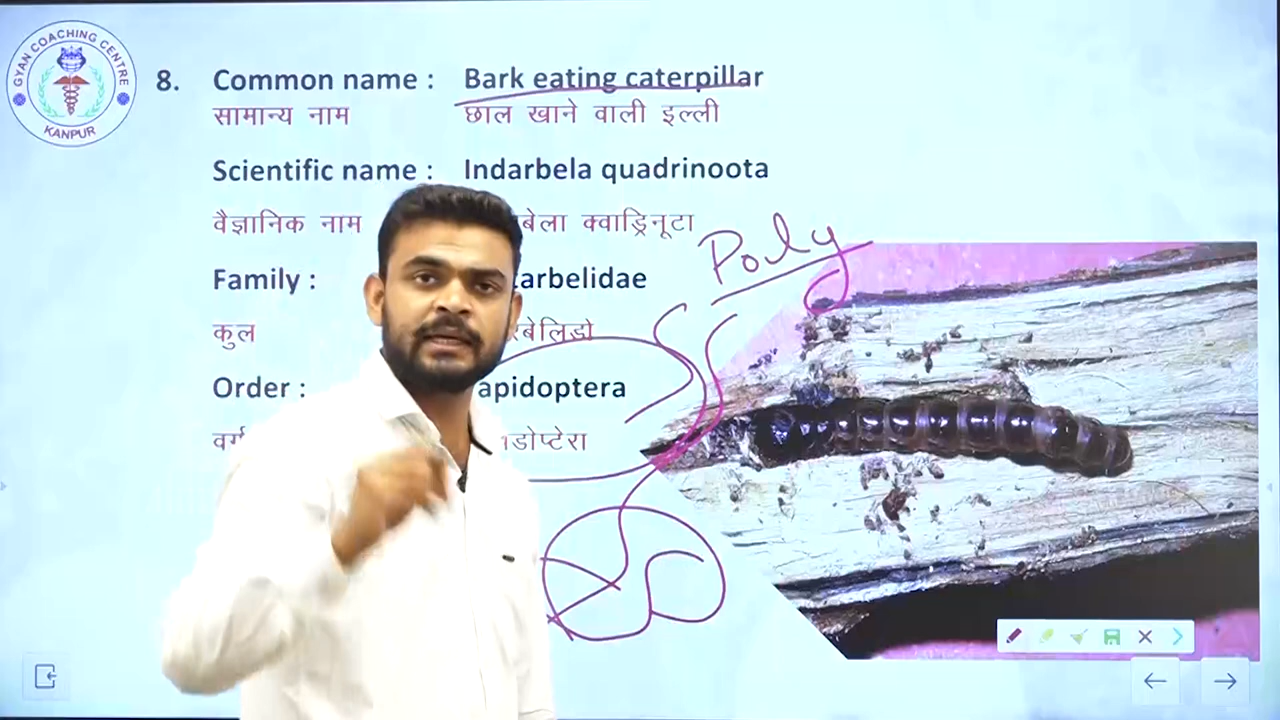 GYAN COACHING CENTRE
KANPUR
8. Common name : Bark eating caterpillar
सामान्य नाम छाल खाने वाली इल्ली
Scientific name : Indarbela quadrinoota
वैज्ञानिक नाम बेला क्वाड्रिनूटा
Poly
Family : arbelidae
कुल रबेलिडो
Order : apidoptera
वर्ग डोप्टेरा